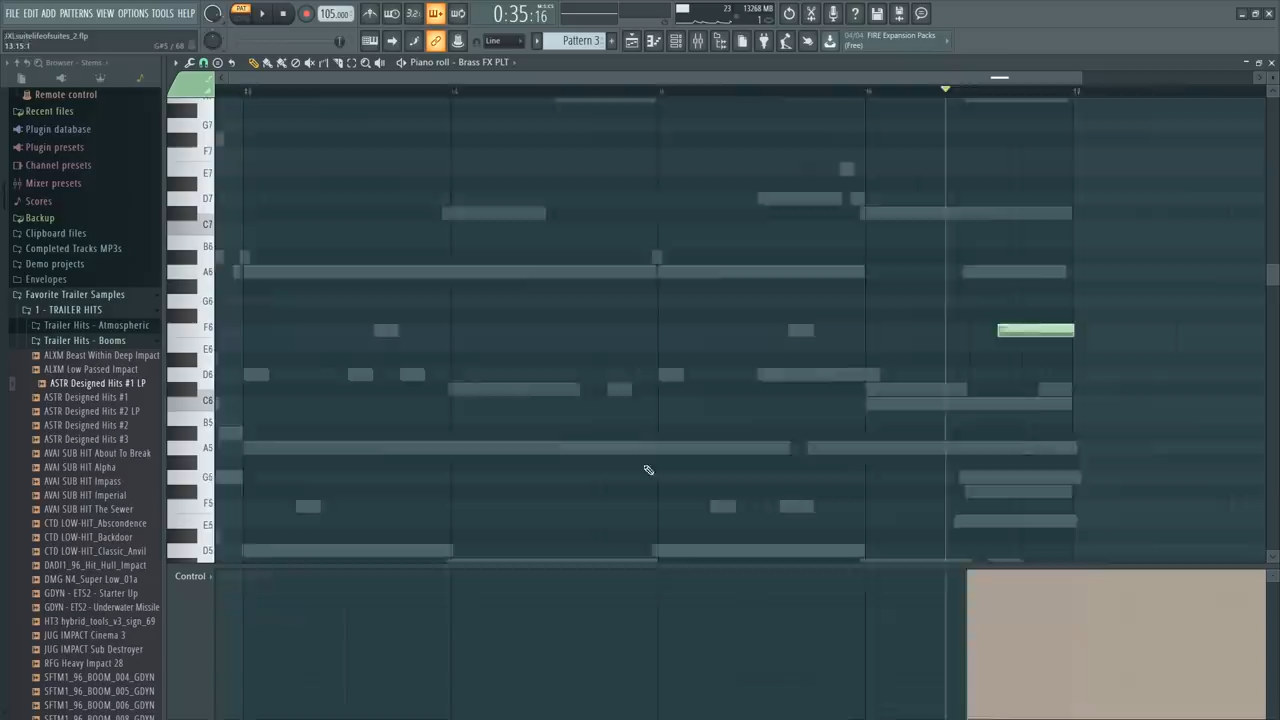 FILE EDIT ADD PATTERNS VIEW OPTIONS TOOLS HELP
PAT
105.000
3.2
0:35:16
M:S:CS
23
13268 MB
1
JXLsuitelifeofsuites_2.flp
13:15:1
G#5 / 68
Line
Pattern 3
04/04 FIRE Expansion Packs
(Free)
Browser - Stems
Piano roll - Brass FX PLT
Remote control
Recent files
Plugin database
Plugin presets
Channel presets
Mixer presets
Scores
Backup
Clipboard files
Completed Tracks MP3s
Demo projects
Envelopes
Favorite Trailer Samples
1 - TRAILER HITS
Trailer Hits - Atmospheric
Trailer Hits - Booms
ALXM Beast Within Deep Impact
ALXM Low Passed Impact
ASTR Designed Hits #1 LP
ASTR Designed Hits #1
ASTR Designed Hits #2 LP
ASTR Designed Hits #2
ASTR Designed Hits #3
AVAI SUB HIT About To Break
AVAI SUB HIT Alpha
AVAI SUB HIT Impass
AVAI SUB HIT Imperial
AVAI SUB HIT The Sewer
CTD LOW-HIT_Abscondence
CTD LOW-HIT_Backdoor
CTD LOW-HIT_Classic_Anvil
DADI1_96_Hit_Hull_Impact
DMG N4_Super Low_01a
GDYN - ETS2 - Starter Up
GDYN - ETS2 - Underwater Missile
HT3 hybrid_tools_v3_sign_69
JUG IMPACT Cinema 3
JUG IMPACT Sub Destroyer
RFG Heavy Impact 28
SFTM1_96_BOOM_004_GDYN
SFTM1_96_BOOM_005_GDYN
SFTM1_96_BOOM_006_GDYN
17
G7
F7
E7
D7
C7
B6
A6
G6
F6
E6
D6
C6
B5
A5
G5
F5
E5
D5
Control